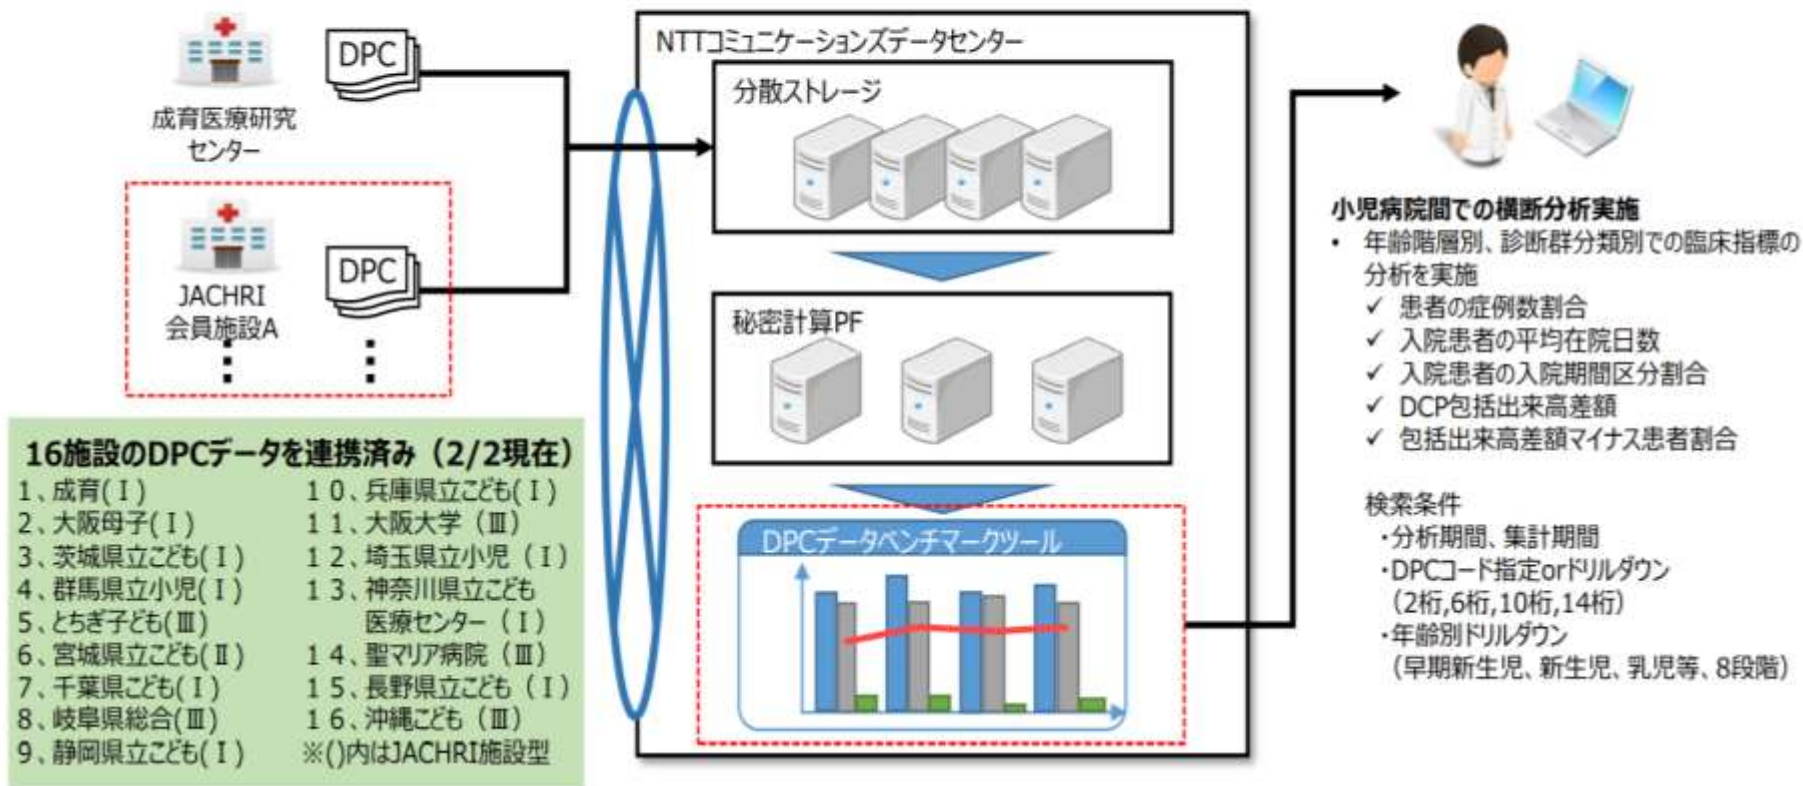 DPC
成育医療研究
センター
DPC
JACHRI
会員施設A
16施設のDPCデータを連携済み（2/2現在）
1、成育(Ⅰ)
2、大阪母子(Ⅰ)
3、茨城県立こども(Ⅰ)
4、群馬県立小児(Ⅰ)
5、とちぎ子ども(Ⅲ)
6、宮城県立こども(Ⅱ)
7、千葉県こども(Ⅰ)
8、岐阜県総合(Ⅲ)
9、静岡県立こども(Ⅰ)
１０、兵庫県立こども(Ⅰ)
１１、大阪大学（Ⅲ）
１２、埼玉県立小児（Ⅰ）
１３、神奈川県立こども
医療センター（Ⅰ）
１４、聖マリア病院（Ⅲ）
１５、長野県立こども（Ⅰ）
１６、沖縄こども（Ⅲ）
※()内はJACHRI施設型
NTTコミュニケーションズデータセンター
分散ストレージ
秘密計算PF
DPCデータベンチマークツール
小児病院間での横断分析実施
• 年齢階層別、診断群分類別での臨床指標の
分析を実施
✓ 患者の症例数割合
✓ 入院患者の平均在院日数
✓ 入院患者の入院期間区分割合
✓ DCP包括出来高差額
✓ 包括出来高差額マイナス患者割合
検索条件
・分析期間、集計期間
・DPCコード指定orドリルダウン
（2桁,6桁,10桁,14桁）
・年齢別ドリルダウン
（早期新生児、新生児、乳児等、8段階）